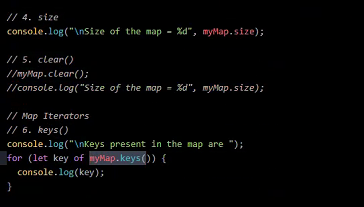 // 4. size
console.log("\nSize of the map = %d", myMap.size);
// 5. clear()
//myMap.clear();
//console.log("Size of the map = %d", myMap.size);
// Map Iterators
// 6. keys()
console.log("\nKeys present in the map are ");
for (let key of myMap.keys()) {
console.log(key);
}